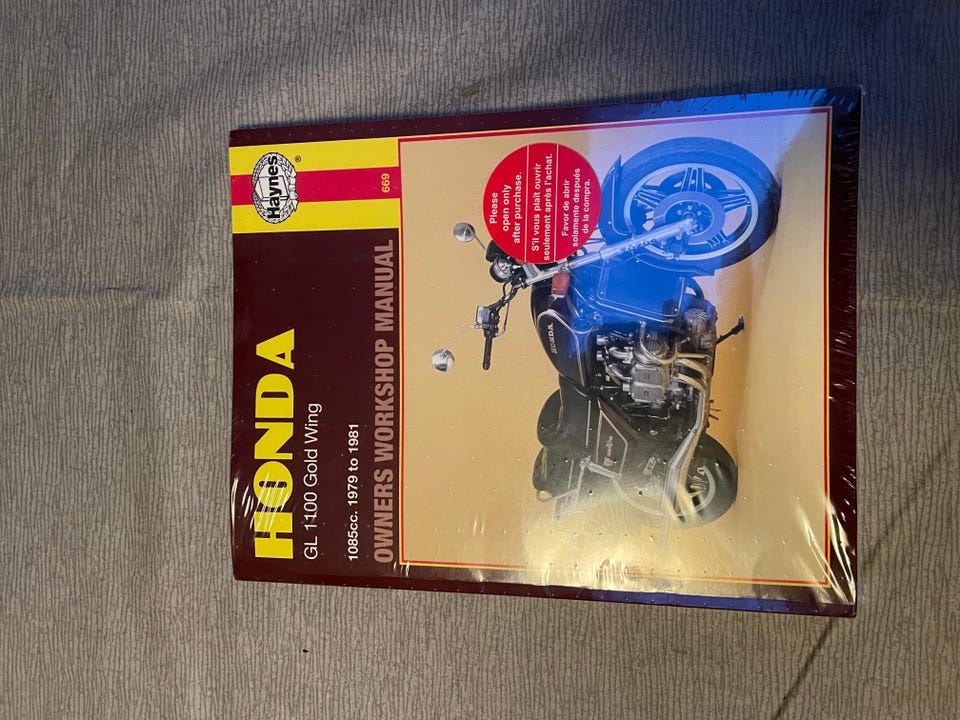 Haynes
®
669
HONDA
GL 1100 Gold Wing
1085cc. 1979 to 1981
OWNERS WORKSHOP MANUAL
Please
open only
after purchase.
S'il vous plaît ouvrir
seulement après l'achat.
Favor de abrir
solamente después
de la compra.
HONDA